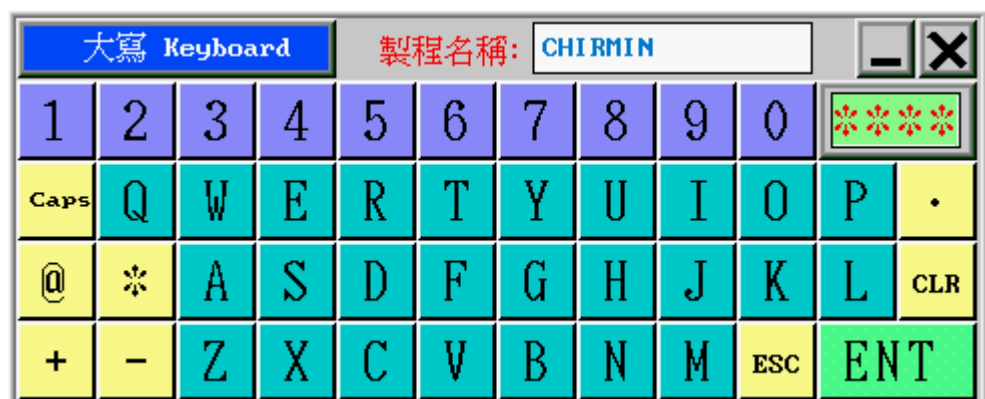 大寫 Keyboard 製程名稱: CHIRMIN
1 2 3 4 5 6 7 8 9 0 ****
Caps Q W E R T Y U I O P .
@ * A S D F G H J K L CLR
+ - Z X C V B N M ESC ENT